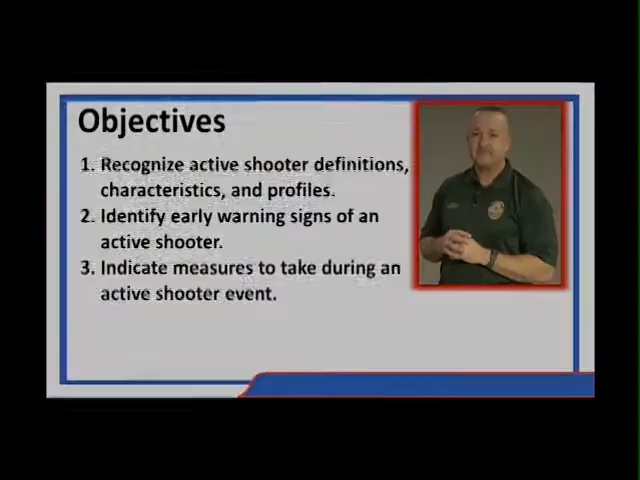 Objectives
1. Recognize active shooter definitions,
characteristics, and profiles.
2. Identify early warning signs of an
active shooter.
3. Indicate measures to take during an
active shooter event.